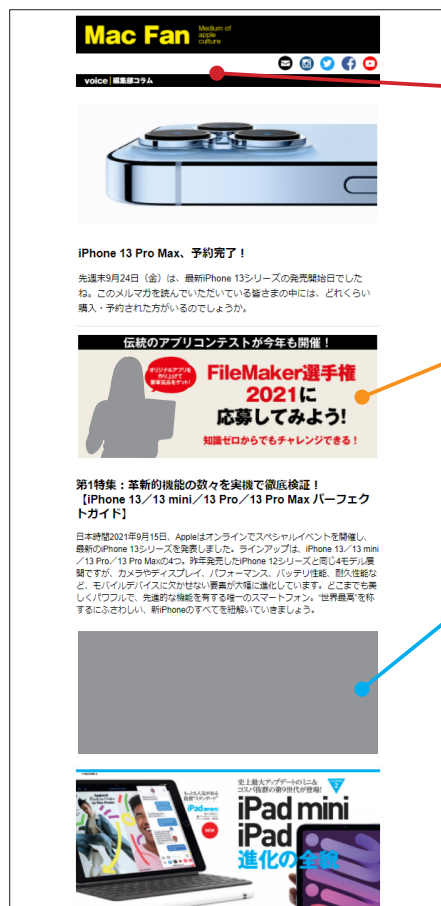 Mac Fan
Medium of
apple
culture
voice 編集部コラム
iPhone 13 Pro Max、予約完了！
先週末9月24日（金）は、最新iPhone 13シリーズの発売開始日でした
ね。このメルマガを読んでいただいている皆さまの中には、どれくらい
購入・予約された方がいるのでしょうか。
伝統のアプリコンテストが今年も開催！
オリジナルアプリを
作り上げて
豪華賞品をゲット！
FileMaker選手権
2021に
応募してみよう!
知識ゼロからでもチャレンジできる！
第1特集：革新的機能の数々を実機で徹底検証！
【iPhone 13／13 mini／13 Pro／13 Pro Max パーフェク
トガイド】
日本時間2021年9月15日、Appleはオンラインでスペシャルイベントを開催し、
最新のiPhone 13シリーズを発表しました。ラインアップは、iPhone 13／13 mini
／13 Pro／13 Pro Maxの4つ。昨年発売したiPhone 12シリーズと同じ4モデル展
開ですが、カメラやディスプレイ、パフォーマンス、バッテリ性能、耐久性能な
ど、モバイルデバイスに欠かせない要素が大幅に進化しています。どこまでも美
しくパワフルで、先進的な機能を有する唯一のスマートフォン。“世界最高”を称
するにふさわしい、新iPhoneのすべてを紐解いていきましょう。
史上最大アップデートのミニ&
コスパ抜群の第9世代が登場!
もっとも人気がある
iPad
NEW
iPad mini
iPad
進化の全貌